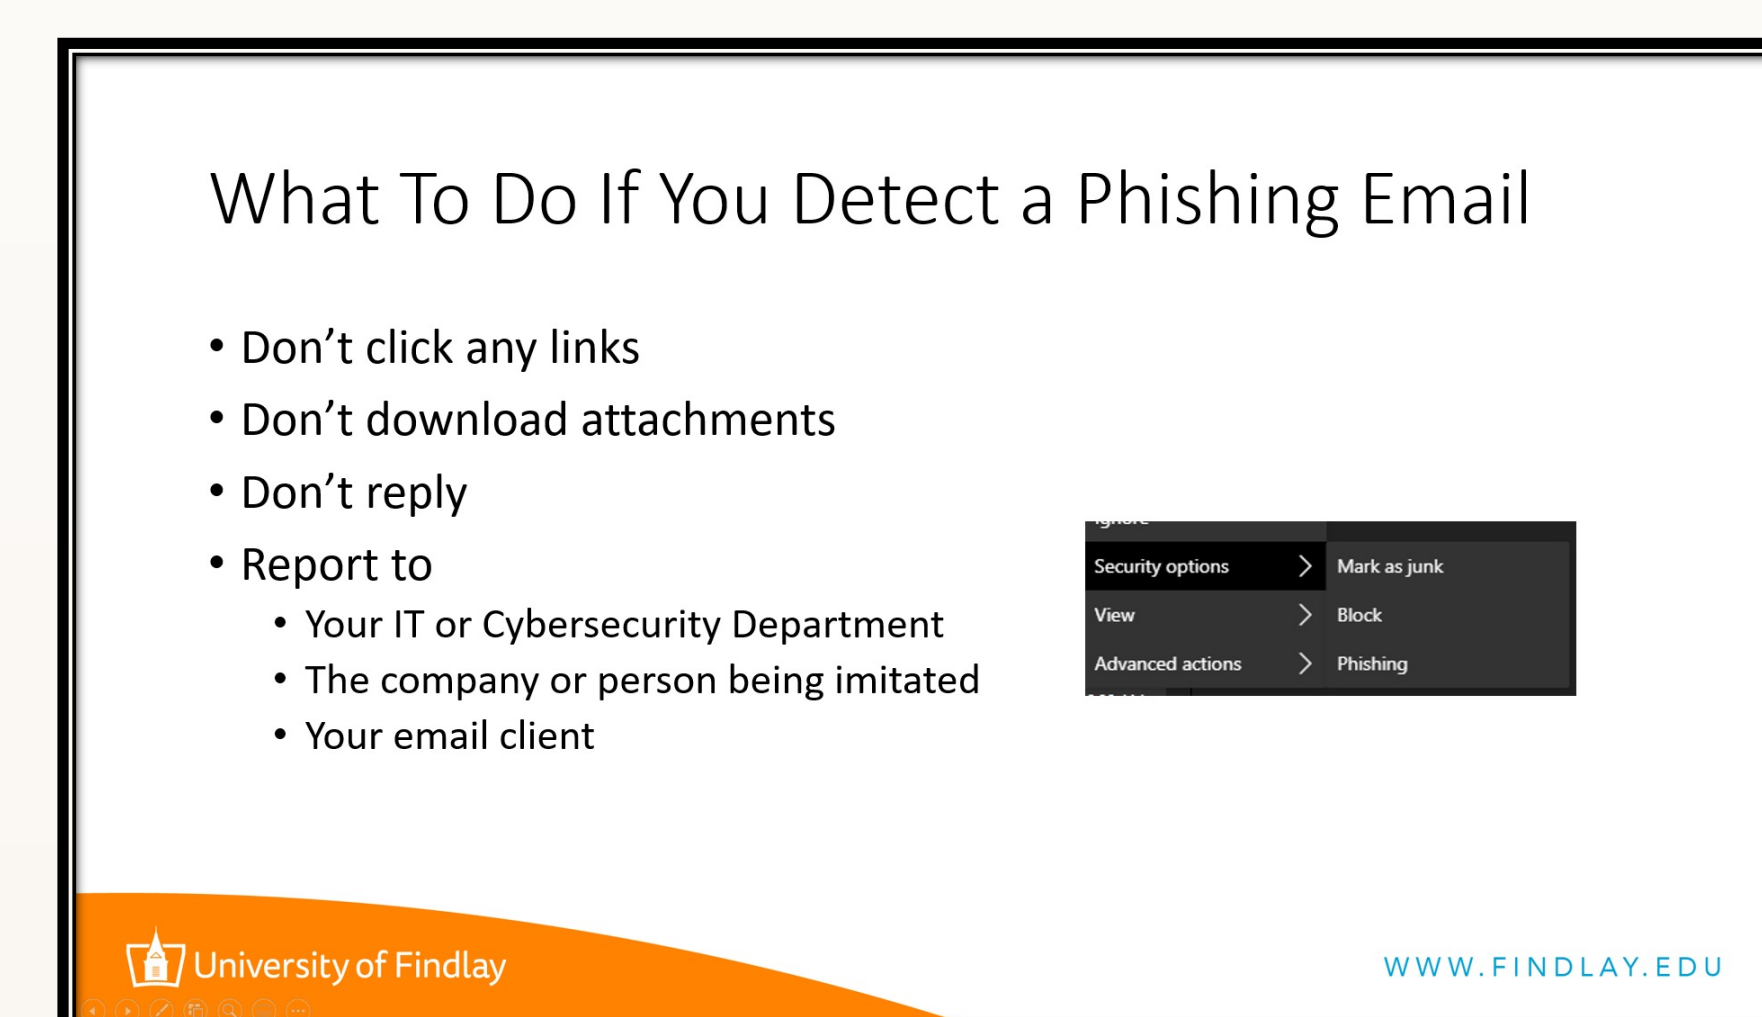 What To Do If You Detect a Phishing Email
• Don’t click any links
• Don’t download attachments
• Don’t reply
• Report to
• Your IT or Cybersecurity Department
• The company or person being imitated
• Your email client
Ignore
Security options
Mark as junk
View
Block
Advanced actions
Phishing
University of Findlay
WWW.FINDLAY.EDU